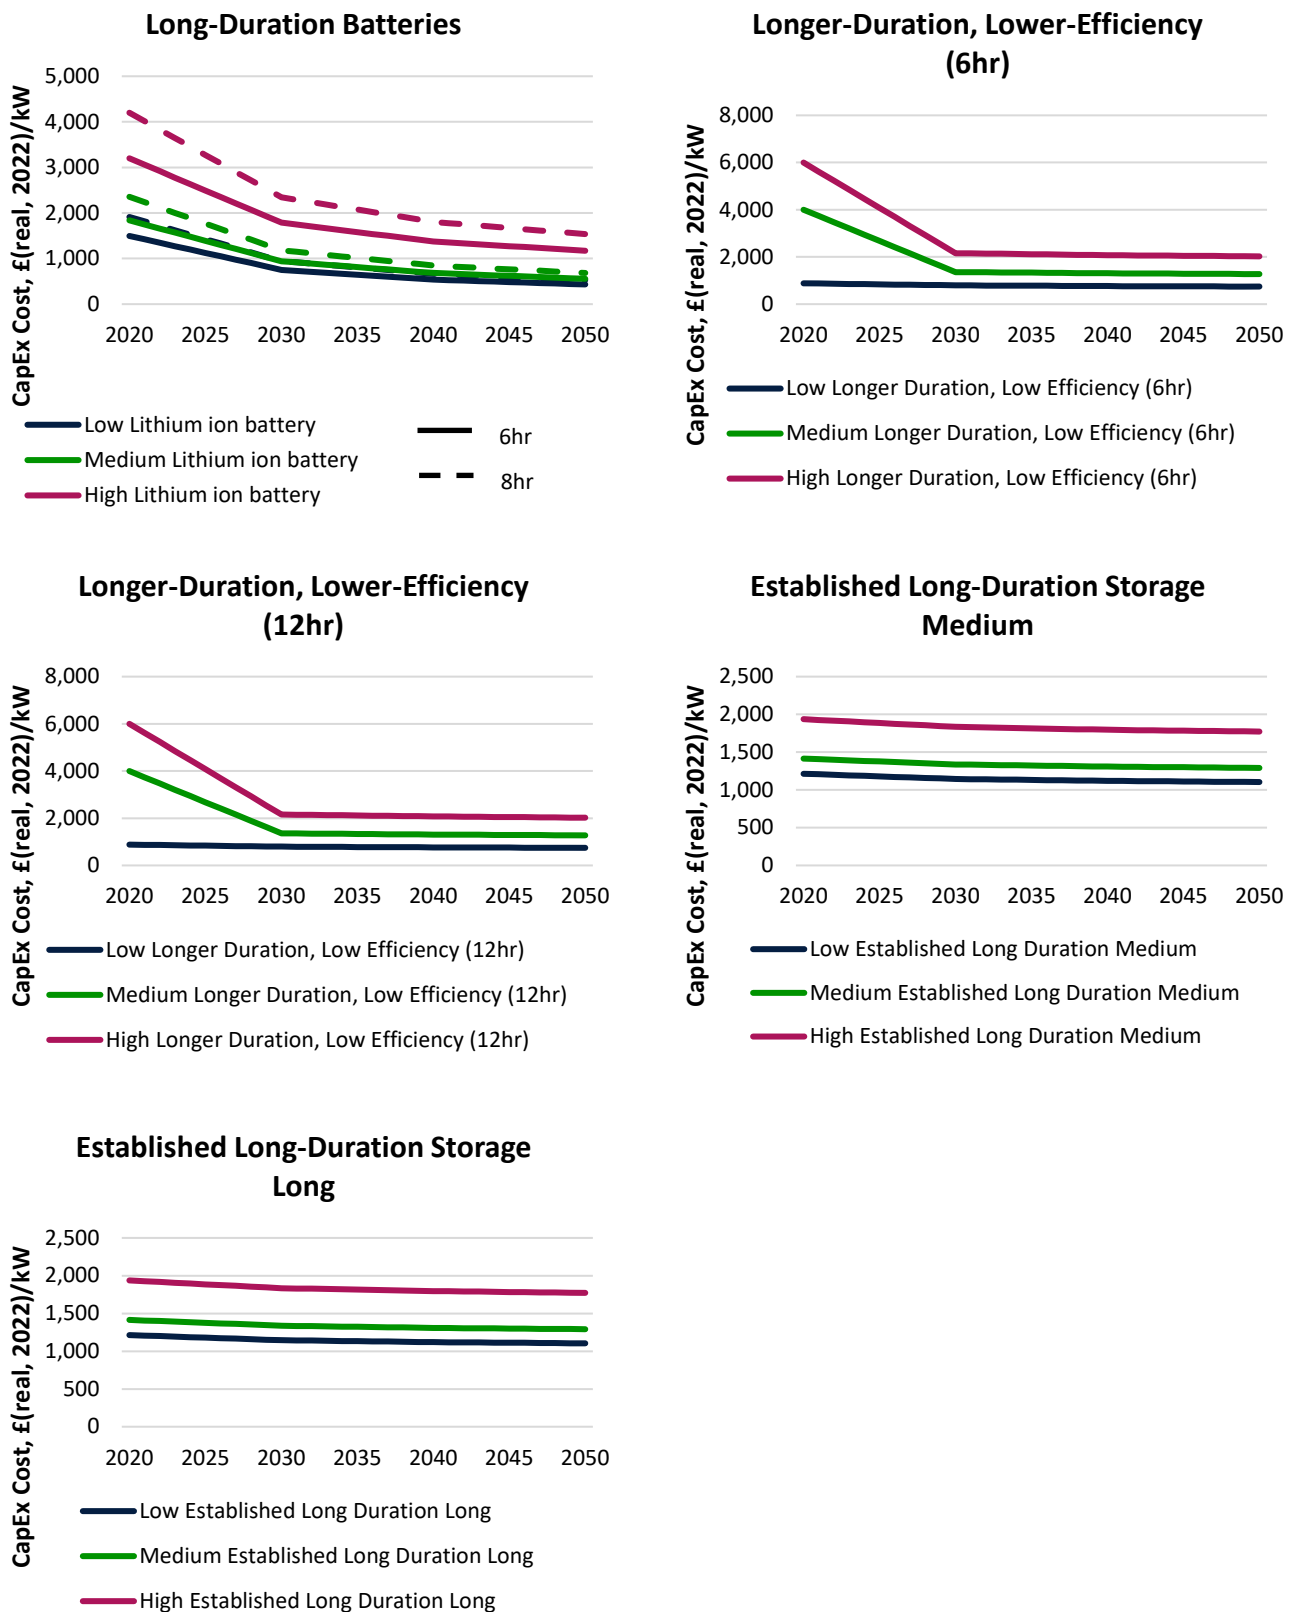 Long-Duration Batteries
CapEx Cost, £(real, 2022)/kW
5,000
4,000
3,000
2,000
1,000
0
2020 2025 2030 2035 2040 2045 2050
Low Lithium ion battery
Medium Lithium ion battery
High Lithium ion battery
6hr
8hr
Longer-Duration, Lower-Efficiency
(6hr)
CapEx Cost, £(real, 2022)/kW
8,000
6,000
4,000
2,000
0
2020 2025 2030 2035 2040 2045 2050
Low Longer Duration, Low Efficiency (6hr)
Medium Longer Duration, Low Efficiency (6hr)
High Longer Duration, Low Efficiency (6hr)
Longer-Duration, Lower-Efficiency
(12hr)
CapEx Cost, £(real, 2022)/kW
8,000
6,000
4,000
2,000
0
2020 2025 2030 2035 2040 2045 2050
Low Longer Duration, Low Efficiency (12hr)
Medium Longer Duration, Low Efficiency (12hr)
High Longer Duration, Low Efficiency (12hr)
Established Long-Duration Storage
Medium
CapEx Cost, £(real, 2022)/kW
2,500
2,000
1,500
1,000
500
0
2020 2025 2030 2035 2040 2045 2050
Low Established Long Duration Medium
Medium Established Long Duration Medium
High Established Long Duration Medium
Established Long-Duration Storage
Long
CapEx Cost, £(real, 2022)/kW
2,500
2,000
1,500
1,000
500
0
2020 2025 2030 2035 2040 2045 2050
Low Established Long Duration Long
Medium Established Long Duration Long
High Established Long Duration Long